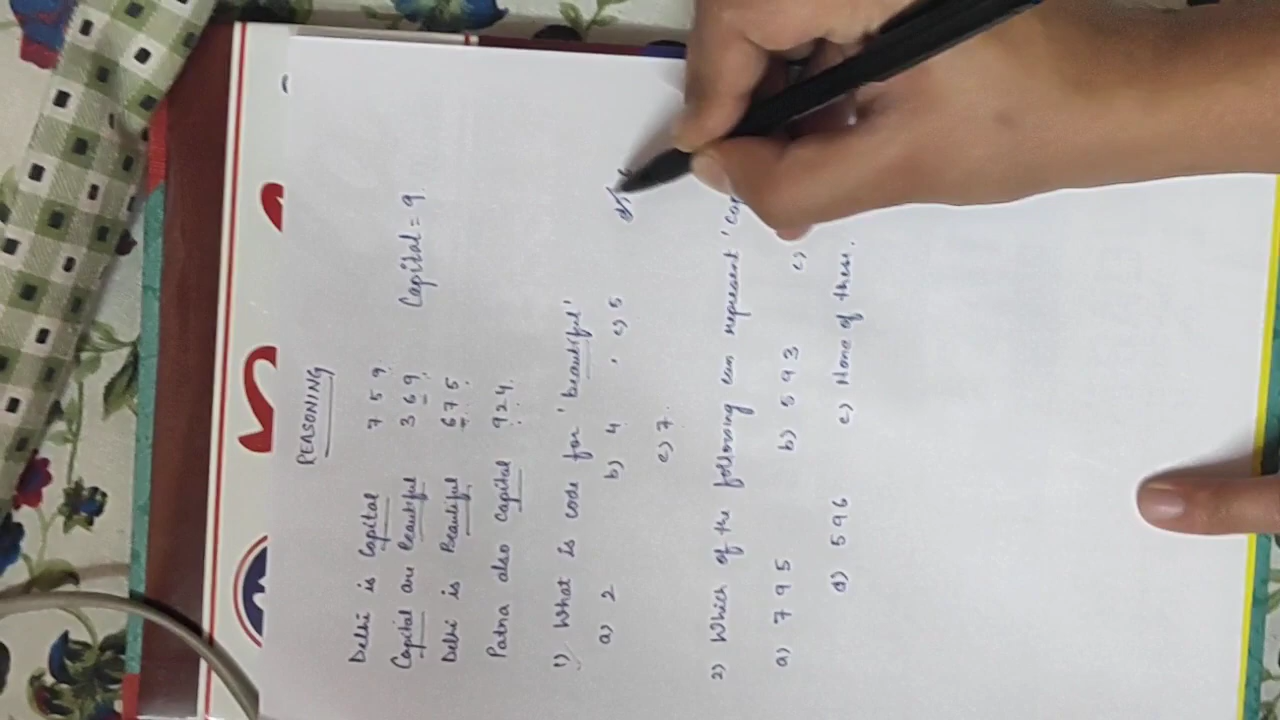 REASONING
Delhi is Capital 7 5 9
Capital are Beautiful 3 6 9 Capital = 9
Delhi is Beautiful 6 7 5
Patna also Capital 9 2 4
1) What is code for 'beautiful'
a) 2 b) 4 c) 5
e) 7
2) Which of the following can represent
a) 7 9 5 b) 5 9 3 c)
d) 5 9 6 e) None of these.